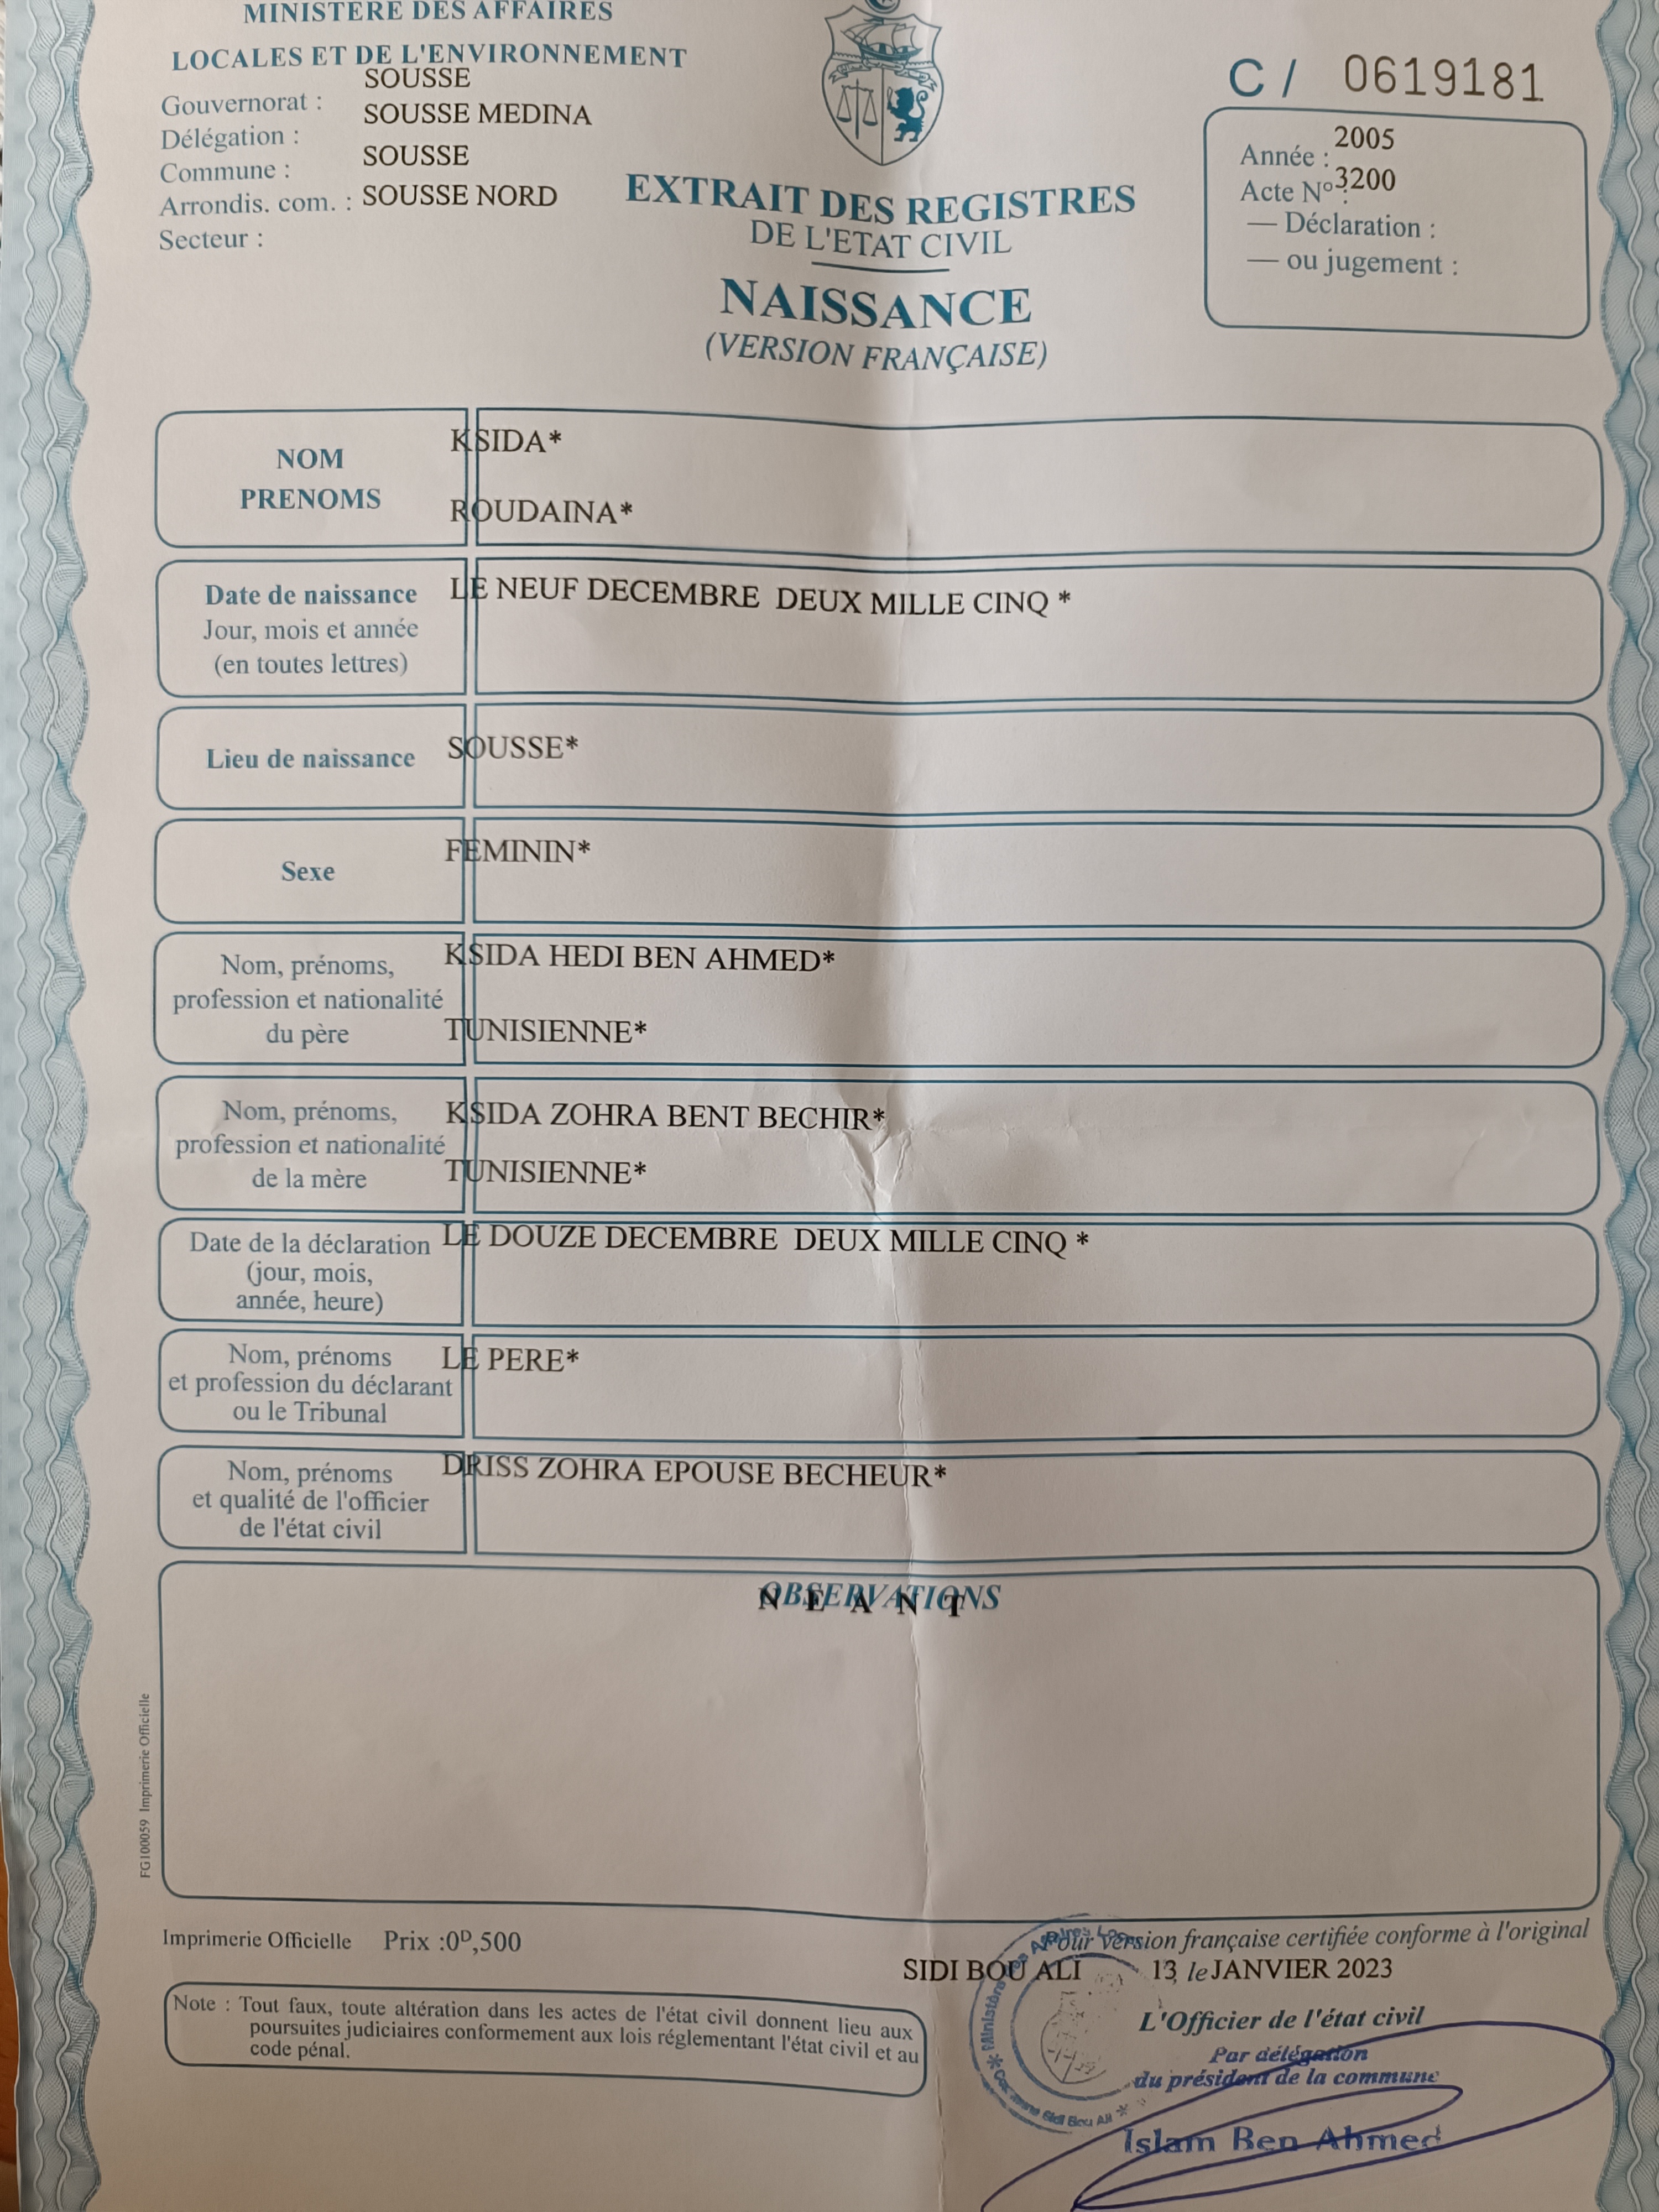 MINISTERE DES AFFAIRES
LOCALES ET DE L'ENVIRONNEMENT
Gouvernorat : SOUSSE
Délégation : SOUSSE MEDINA
Commune : SOUSSE
Arrondis. com. : SOUSSE NORD
Secteur :
C / 0619181
Année : 2005
Acte Nº : 3200
— Déclaration :
— ou jugement :
EXTRAIT DES REGISTRES
DE L'ETAT CIVIL
NAISSANCE
(VERSION FRANÇAISE)
NOM
PRENOMS
KSIDA*
ROUDAINA*
Date de naissance
Jour, mois et année
(en toutes lettres)
LE NEUF DECEMBRE DEUX MILLE CINQ *
Lieu de naissance
SOUSSE*
Sexe
FEMININ*
Nom, prénoms,
profession et nationalité
du père
KSIDA HEDI BEN AHMED*
TUNISIENNE*
Nom, prénoms,
profession et nationalité
de la mère
KSIDA ZOHRA BENT BECHIR*
TUNISIENNE*
Date de la déclaration
(jour, mois,
année, heure)
LE DOUZE DECEMBRE DEUX MILLE CINQ *
Nom, prénoms
et profession du déclarant
ou le Tribunal
LE PERE*
Nom, prénoms
et qualité de l'officier
de l'état civil
DRISS ZOHRA EPOUSE BECHEUR*
OBSERVATIONS
N E A N T
FG100059 Imprimerie Officielle
Imprimerie Officielle Prix :0ᴰ,500
Pour version française certifiée conforme à l'original
SIDI BOU ALI 13 le JANVIER 2023
L'Officier de l'état civil
Par délégation
du président de la commune
Islam Ben Ahmed
Ministère des Affaires Locales
* Commune Sidi Bou Ali *
Note : Tout faux, toute altération dans les actes de l'état civil donnent lieu aux
poursuites judiciaires conformement aux lois réglementant l'état civil et au
code pénal.